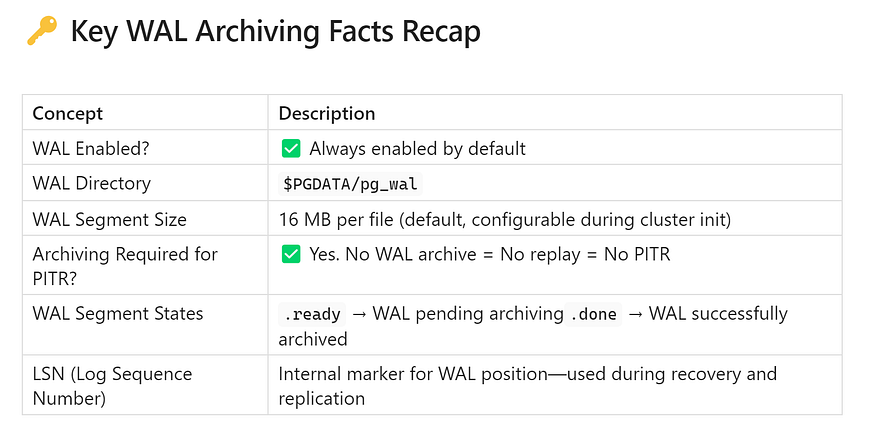 🔑 Key WAL Archiving Facts Recap
Concept Description
WAL Enabled? ✅ Always enabled by default
WAL Directory $PGDATA/pg_wal
WAL Segment Size 16 MB per file (default, configurable during cluster init)
Archiving Required for
PITR? ✅ Yes. No WAL archive = No replay = No PITR
WAL Segment States .ready → WAL pending archiving .done → WAL successfully
archived
LSN (Log Sequence
Number) Internal marker for WAL position—used during recovery and
replication